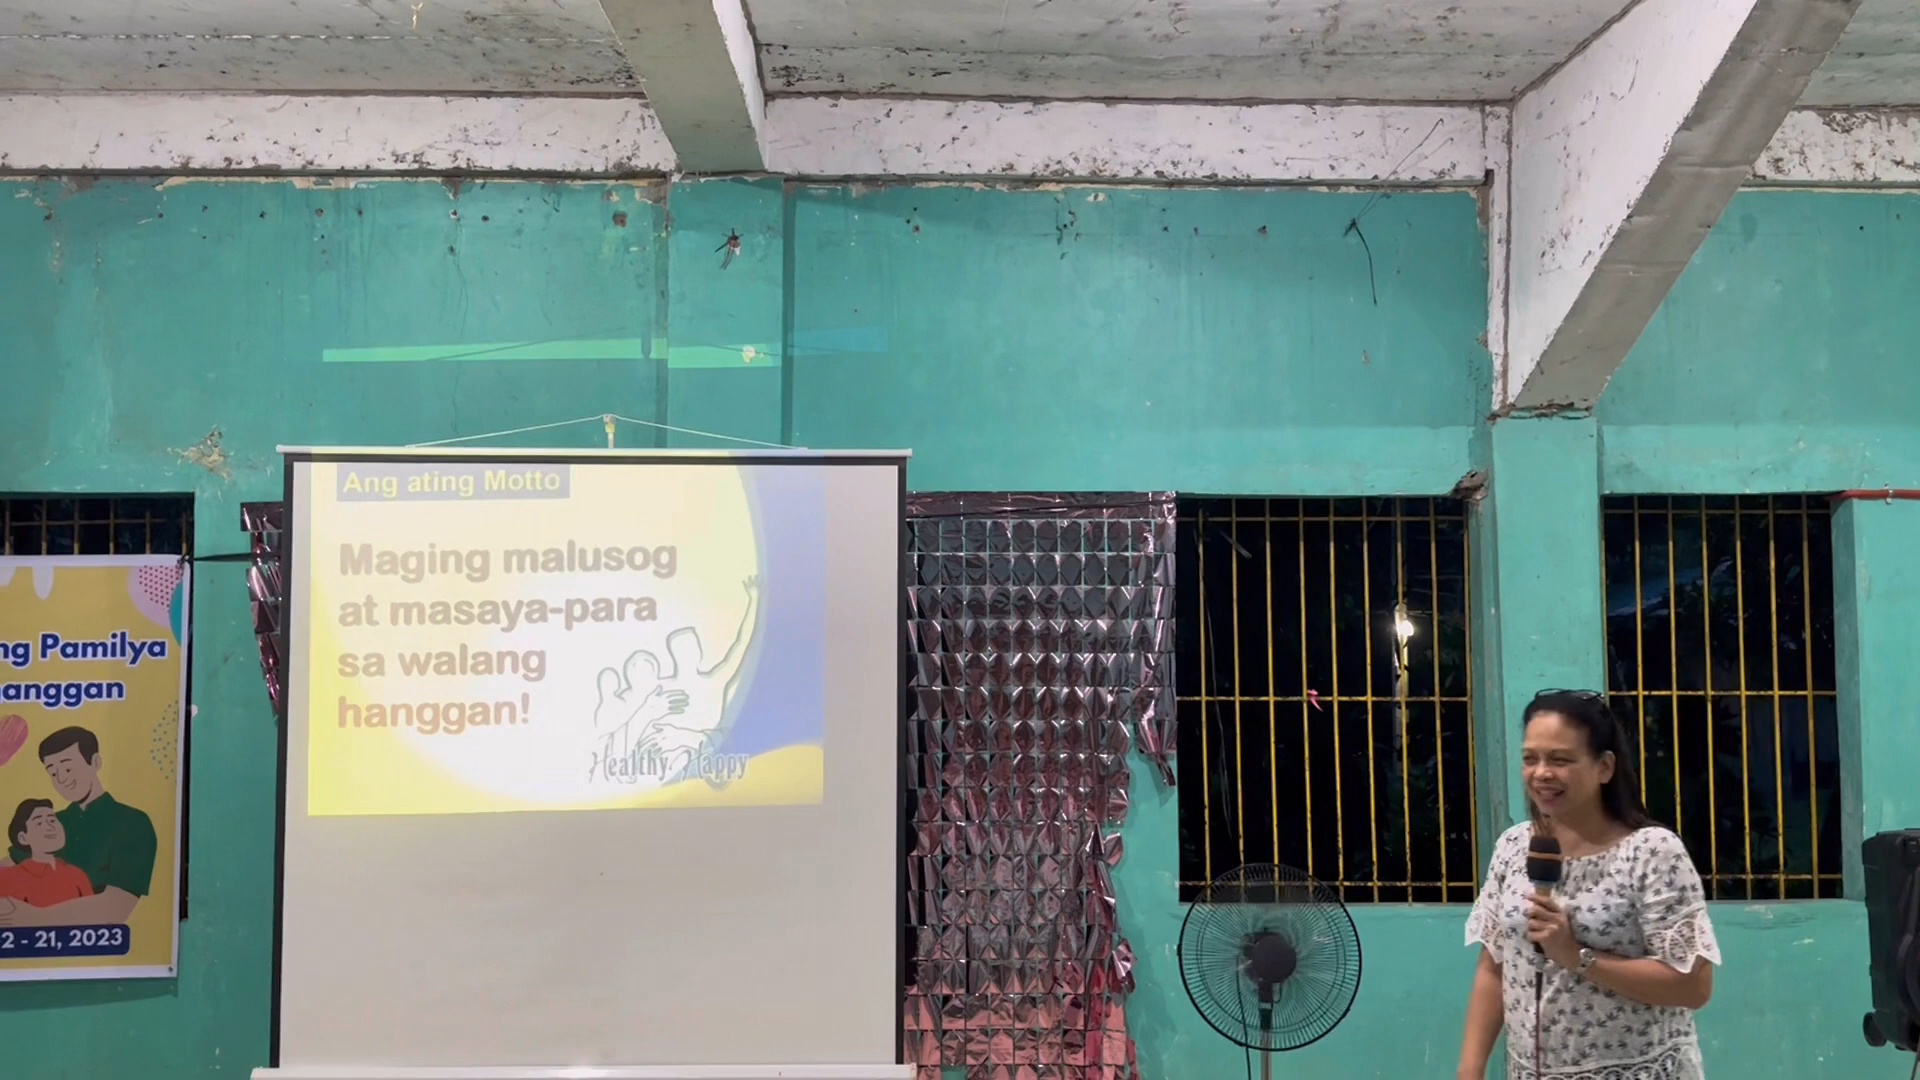 Ang ating Motto
Maging malusog
at masaya-para
sa walang
hanggan!
Healthy Happy
ng Pamilya
hanggan
2 - 21, 2023